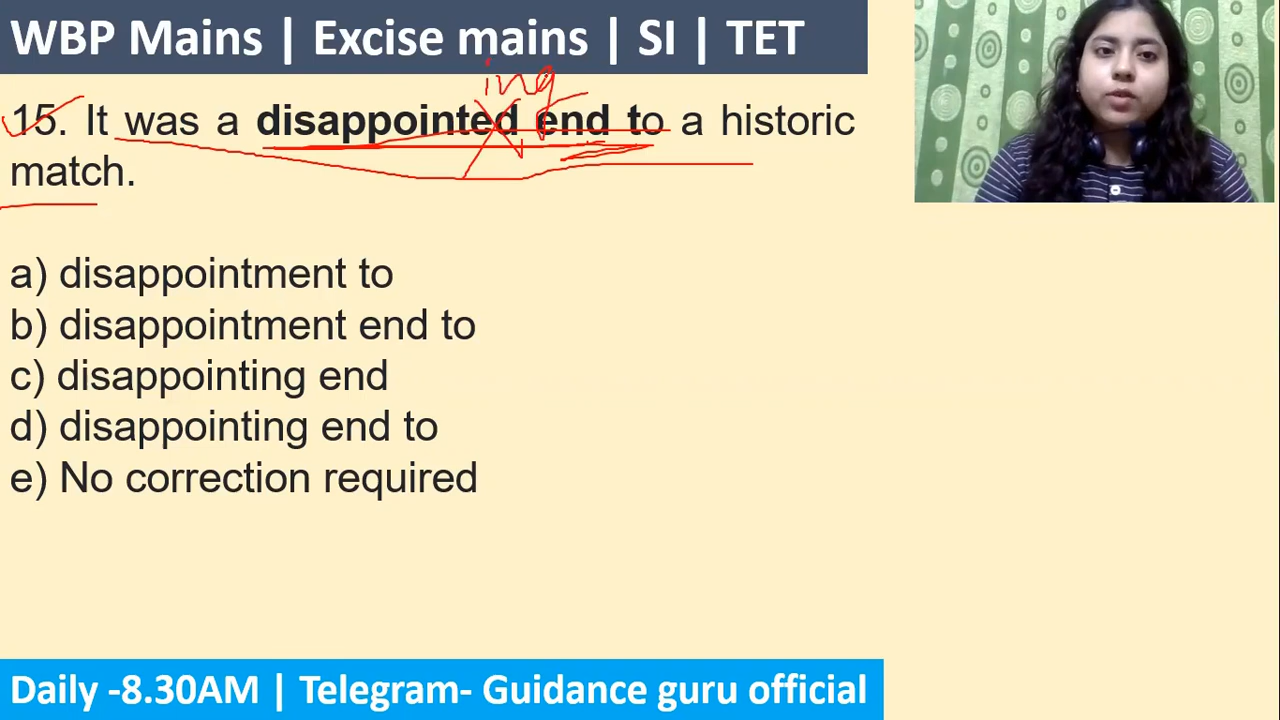 WBP Mains | Excise mains | SI | TET
ing
15. It was a disappointed end to a historic
match.
a) disappointment to
b) disappointment end to
c) disappointing end
d) disappointing end to
e) No correction required
Daily -8.30AM | Telegram- Guidance guru official